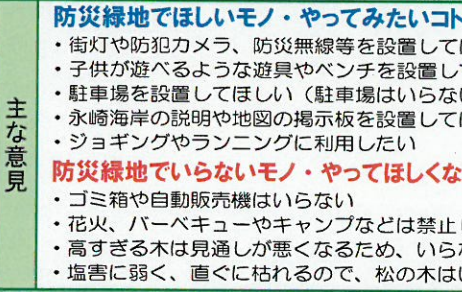 主な意見
防災緑地でほしいモノ・やってみたいコト
・街灯や防犯カメラ、防災無線等を設置して
・子供が遊べるような遊具やベンチを設置し
・駐車場を設置してほしい（駐車場はいらな
・永崎海岸の説明や地図の掲示板を設置して
・ジョギングやランニングに利用したい
防災緑地でいらないモノ・やってほしくな
・ゴミ箱や自動販売機はいらない
・花火、バーベキューやキャンプなどは禁止
・高すぎる木は見通しが悪くなるため、いら
・塩害に弱く、直ぐに枯れるので、松の木は